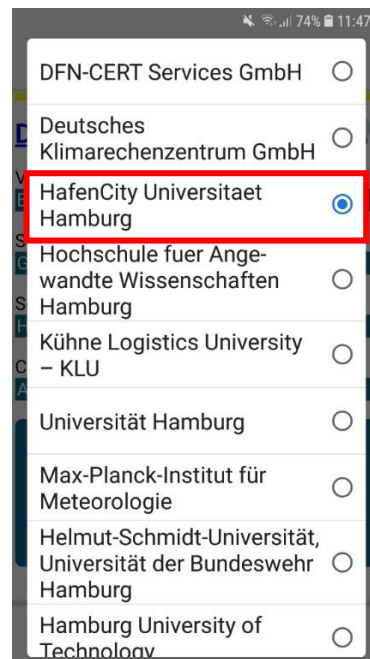 74% 11:47
DFN-CERT Services GmbH
Deutsches
Klimarechenzentrum GmbH
HafenCity Universitaet
Hamburg
Hochschule fuer Ange-
wandte Wissenschaften
Hamburg
Kühne Logistics University
– KLU
Universität Hamburg
Max-Planck-Institut für
Meteorologie
Helmut-Schmidt-Universität,
Universität der Bundeswehr
Hamburg
Hamburg University of
Technology